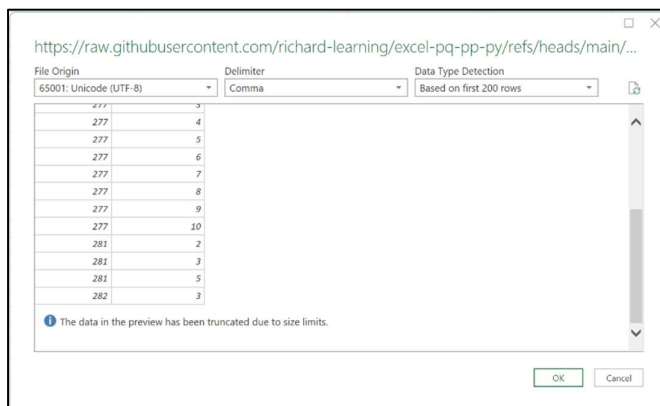 https://raw.githubusercontent.com/richard-learning/excel-pq-pp-py/refs/heads/main/...
File Origin Delimiter Data Type Detection
65001: Unicode (UTF-8) Comma Based on first 200 rows
277 3
277 4
277 5
277 6
277 7
277 8
277 9
277 10
281 2
281 3
281 5
282 3
The data in the preview has been truncated due to size limits.
OK Cancel